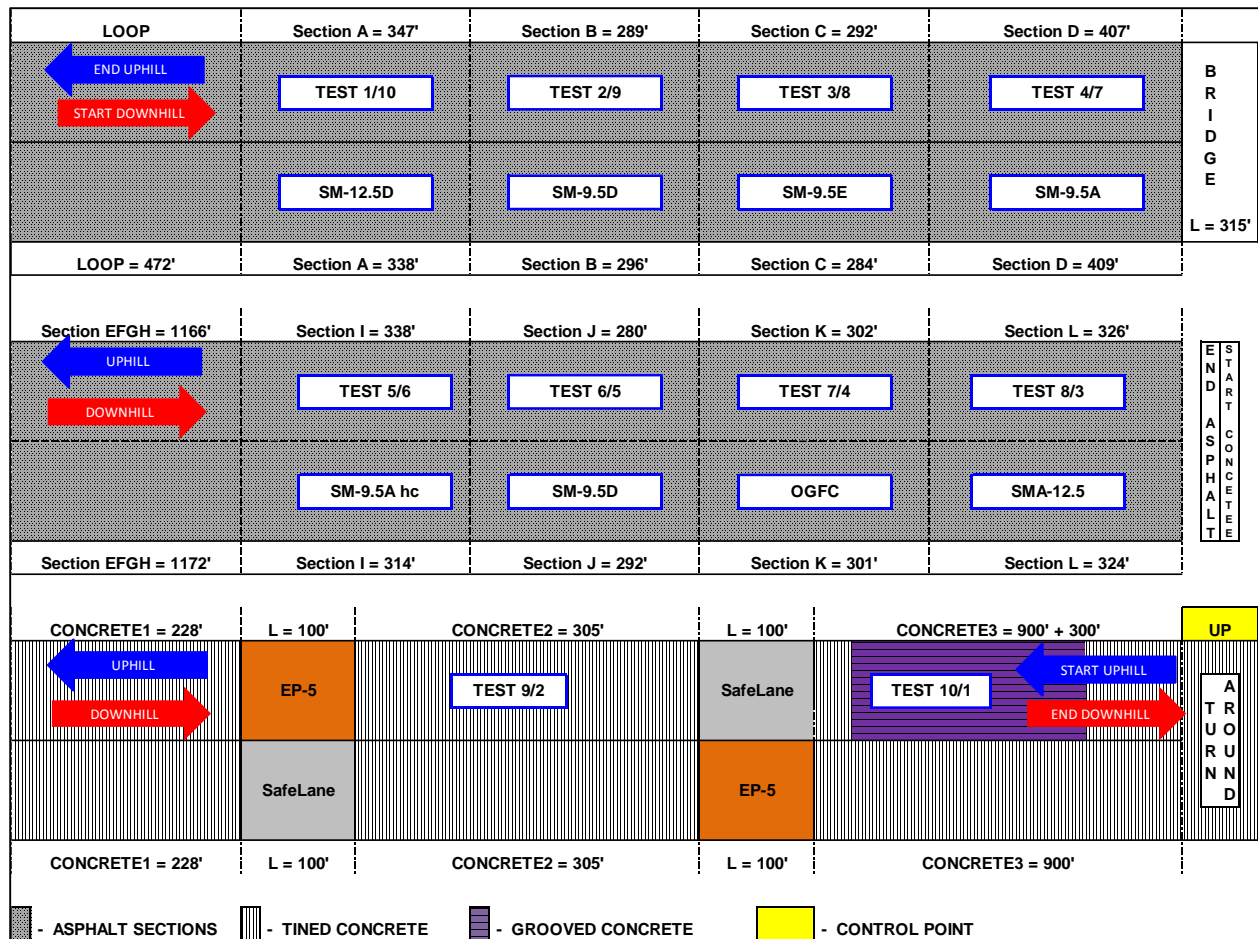 LOOP Section A = 347' Section B = 289' Section C = 292' Section D = 407'
END UPHILL
START DOWNHILL
TEST 1/10 TEST 2/9 TEST 3/8 TEST 4/7
BRIDGE
SM-12.5D SM-9.5D SM-9.5E SM-9.5A
L = 315'
LOOP = 472' Section A = 338' Section B = 296' Section C = 284' Section D = 409'
Section EFGH = 1166' Section I = 338' Section J = 280' Section K = 302' Section L = 326'
UPHILL
DOWNHILL
TEST 5/6 TEST 6/5 TEST 7/4 TEST 8/3
END ASPHALT
START CONCETEE
SM-9.5A hc SM-9.5D OGFC SMA-12.5
Section EFGH = 1172' Section I = 314' Section J = 292' Section K = 301' Section L = 324'
CONCRETE1 = 228' L = 100' CONCRETE2 = 305' L = 100' CONCRETE3 = 900' + 300' UP
UPHILL
DOWNHILL
EP-5 TEST 9/2 SafeLane TEST 10/1
START UPHILL
END DOWNHILL
TURN
AROUND
SafeLane EP-5
CONCRETE1 = 228' L = 100' CONCRETE2 = 305' L = 100' CONCRETE3 = 900'
- ASPHALT SECTIONS - TINED CONCRETE - GROOVED CONCRETE - CONTROL POINT